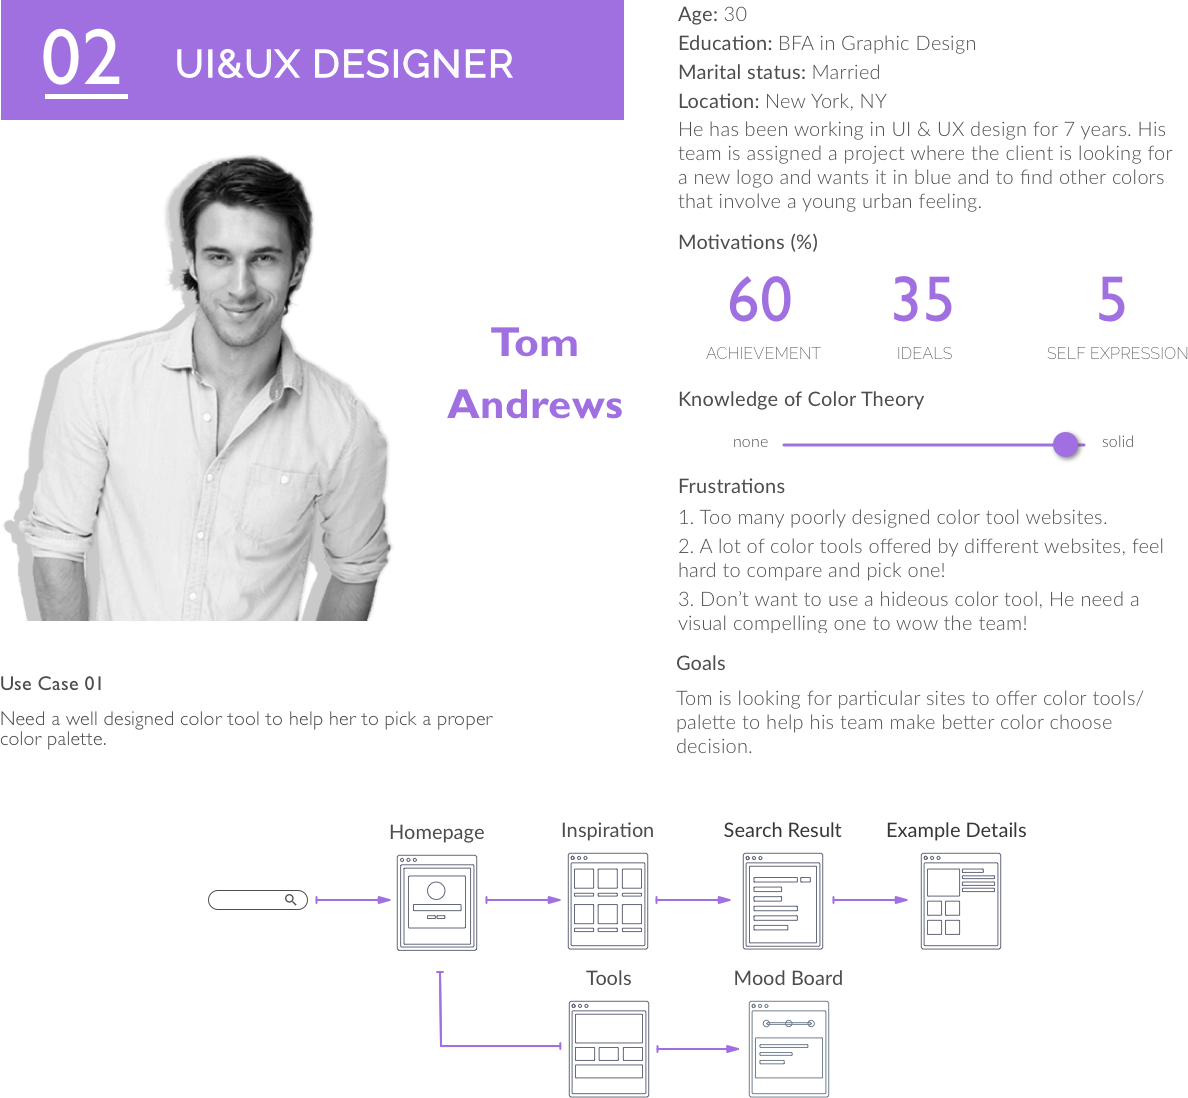 02 UI&UX DESIGNER
Tom
Andrews
Age: 30
Education: BFA in Graphic Design
Marital status: Married
Location: New York, NY
He has been working in UI & UX design for 7 years. His
team is assigned a project where the client is looking for
a new logo and wants it in blue and to find other colors
that involve a young urban feeling.
Motivations (%)
60 35 5
ACHIEVEMENT IDEALS SELF EXPRESSION
Knowledge of Color Theory
none solid
Frustrations
1. Too many poorly designed color tool websites.
2. A lot of color tools offered by different websites, feel
hard to compare and pick one!
3. Don’t want to use a hideous color tool, He need a
visual compelling one to wow the team!
Goals
Tom is looking for particular sites to offer color tools/
palette to help his team make better color choose
decision.
Use Case 01
Need a well designed color tool to help her to pick a proper
color palette.
Homepage Inspiration Search Result Example Details
Tools Mood Board